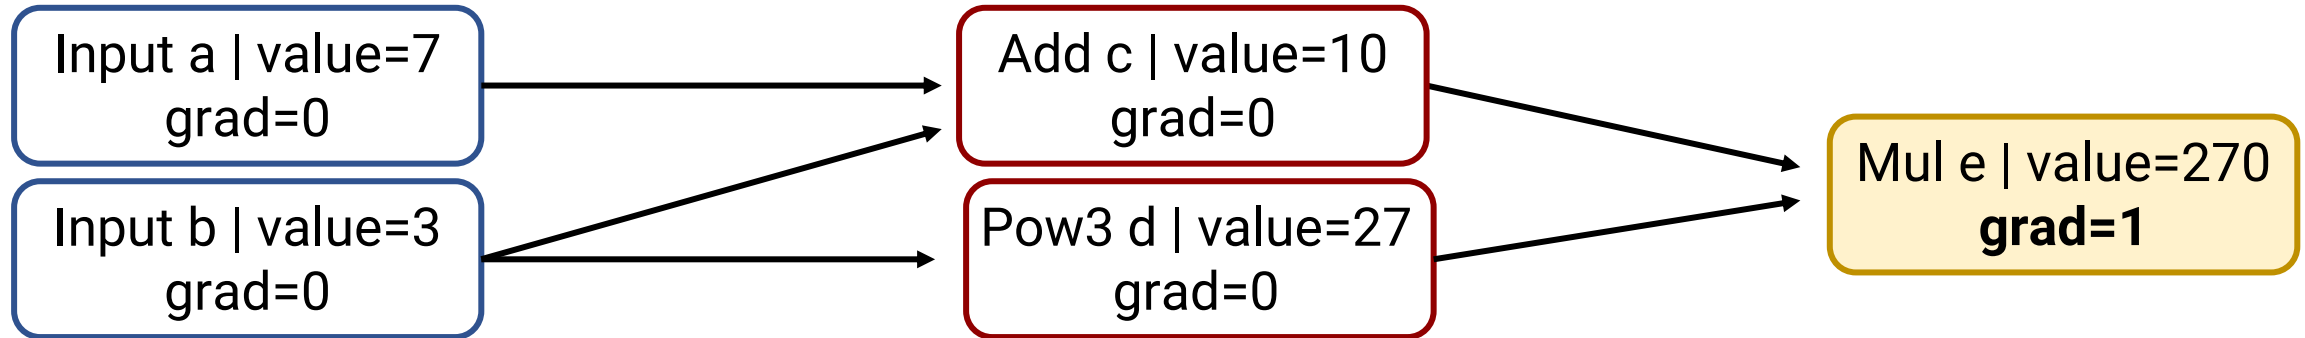 Input a | value=7
grad=0
Input b | value=3
grad=0
Add c | value=10
grad=0
Pow3 d | value=27
grad=0
Mul e | value=270
grad=1